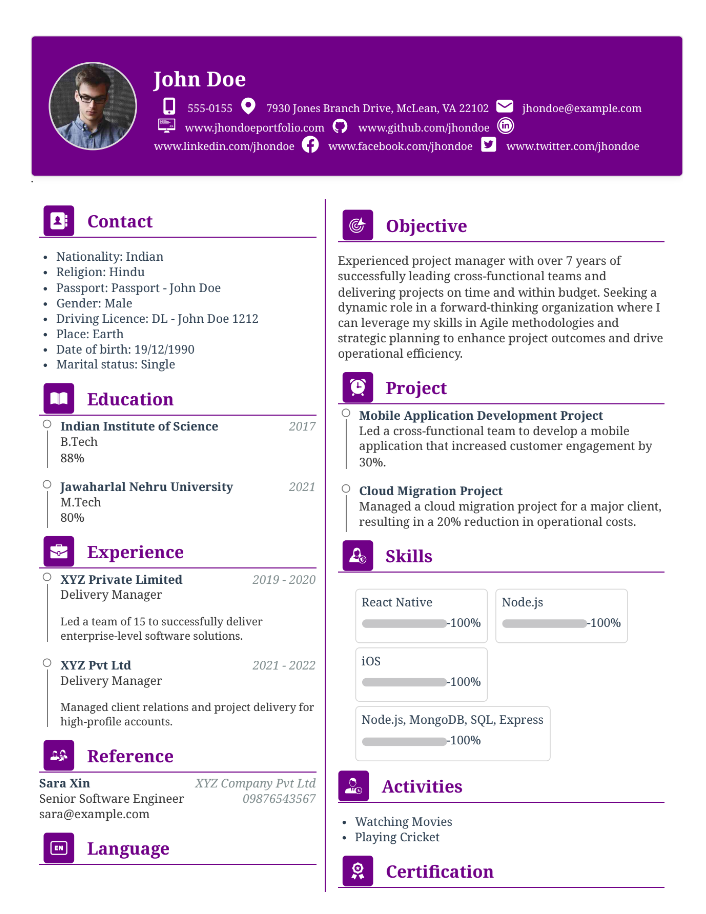 John Doe
555-0155 7930 Jones Branch Drive, McLean, VA 22102 jhondoe@example.com
www.jhondoeportfolio.com www.github.com/jhondoe
www.linkedin.com/jhondoe www.facebook.com/jhondoe www.twitter.com/jhondoe
.
Contact
• Nationality: Indian
• Religion: Hindu
• Passport: Passport - John Doe
• Gender: Male
• Driving Licence: DL - John Doe 1212
• Place: Earth
• Date of birth: 19/12/1990
• Marital status: Single
Education
Indian Institute of Science 2017
B.Tech
88%
Jawaharlal Nehru University 2021
M.Tech
80%
Experience
XYZ Private Limited 2019 - 2020
Delivery Manager
Led a team of 15 to successfully deliver
enterprise-level software solutions.
XYZ Pvt Ltd 2021 - 2022
Delivery Manager
Managed client relations and project delivery for
high-profile accounts.
Reference
Sara Xin XYZ Company Pvt Ltd
Senior Software Engineer 09876543567
sara@example.com
EN
Language
Objective
Experienced project manager with over 7 years of
successfully leading cross-functional teams and
delivering projects on time and within budget. Seeking a
dynamic role in a forward-thinking organization where I
can leverage my skills in Agile methodologies and
strategic planning to enhance project outcomes and drive
operational efficiency.
Project
Mobile Application Development Project
Led a cross-functional team to develop a mobile
application that increased customer engagement by
30%.
Cloud Migration Project
Managed a cloud migration project for a major client,
resulting in a 20% reduction in operational costs.
Skills
React Native
-100%
Node.js
-100%
iOS
-100%
Node.js, MongoDB, SQL, Express
-100%
Activities
• Watching Movies
• Playing Cricket
Certification